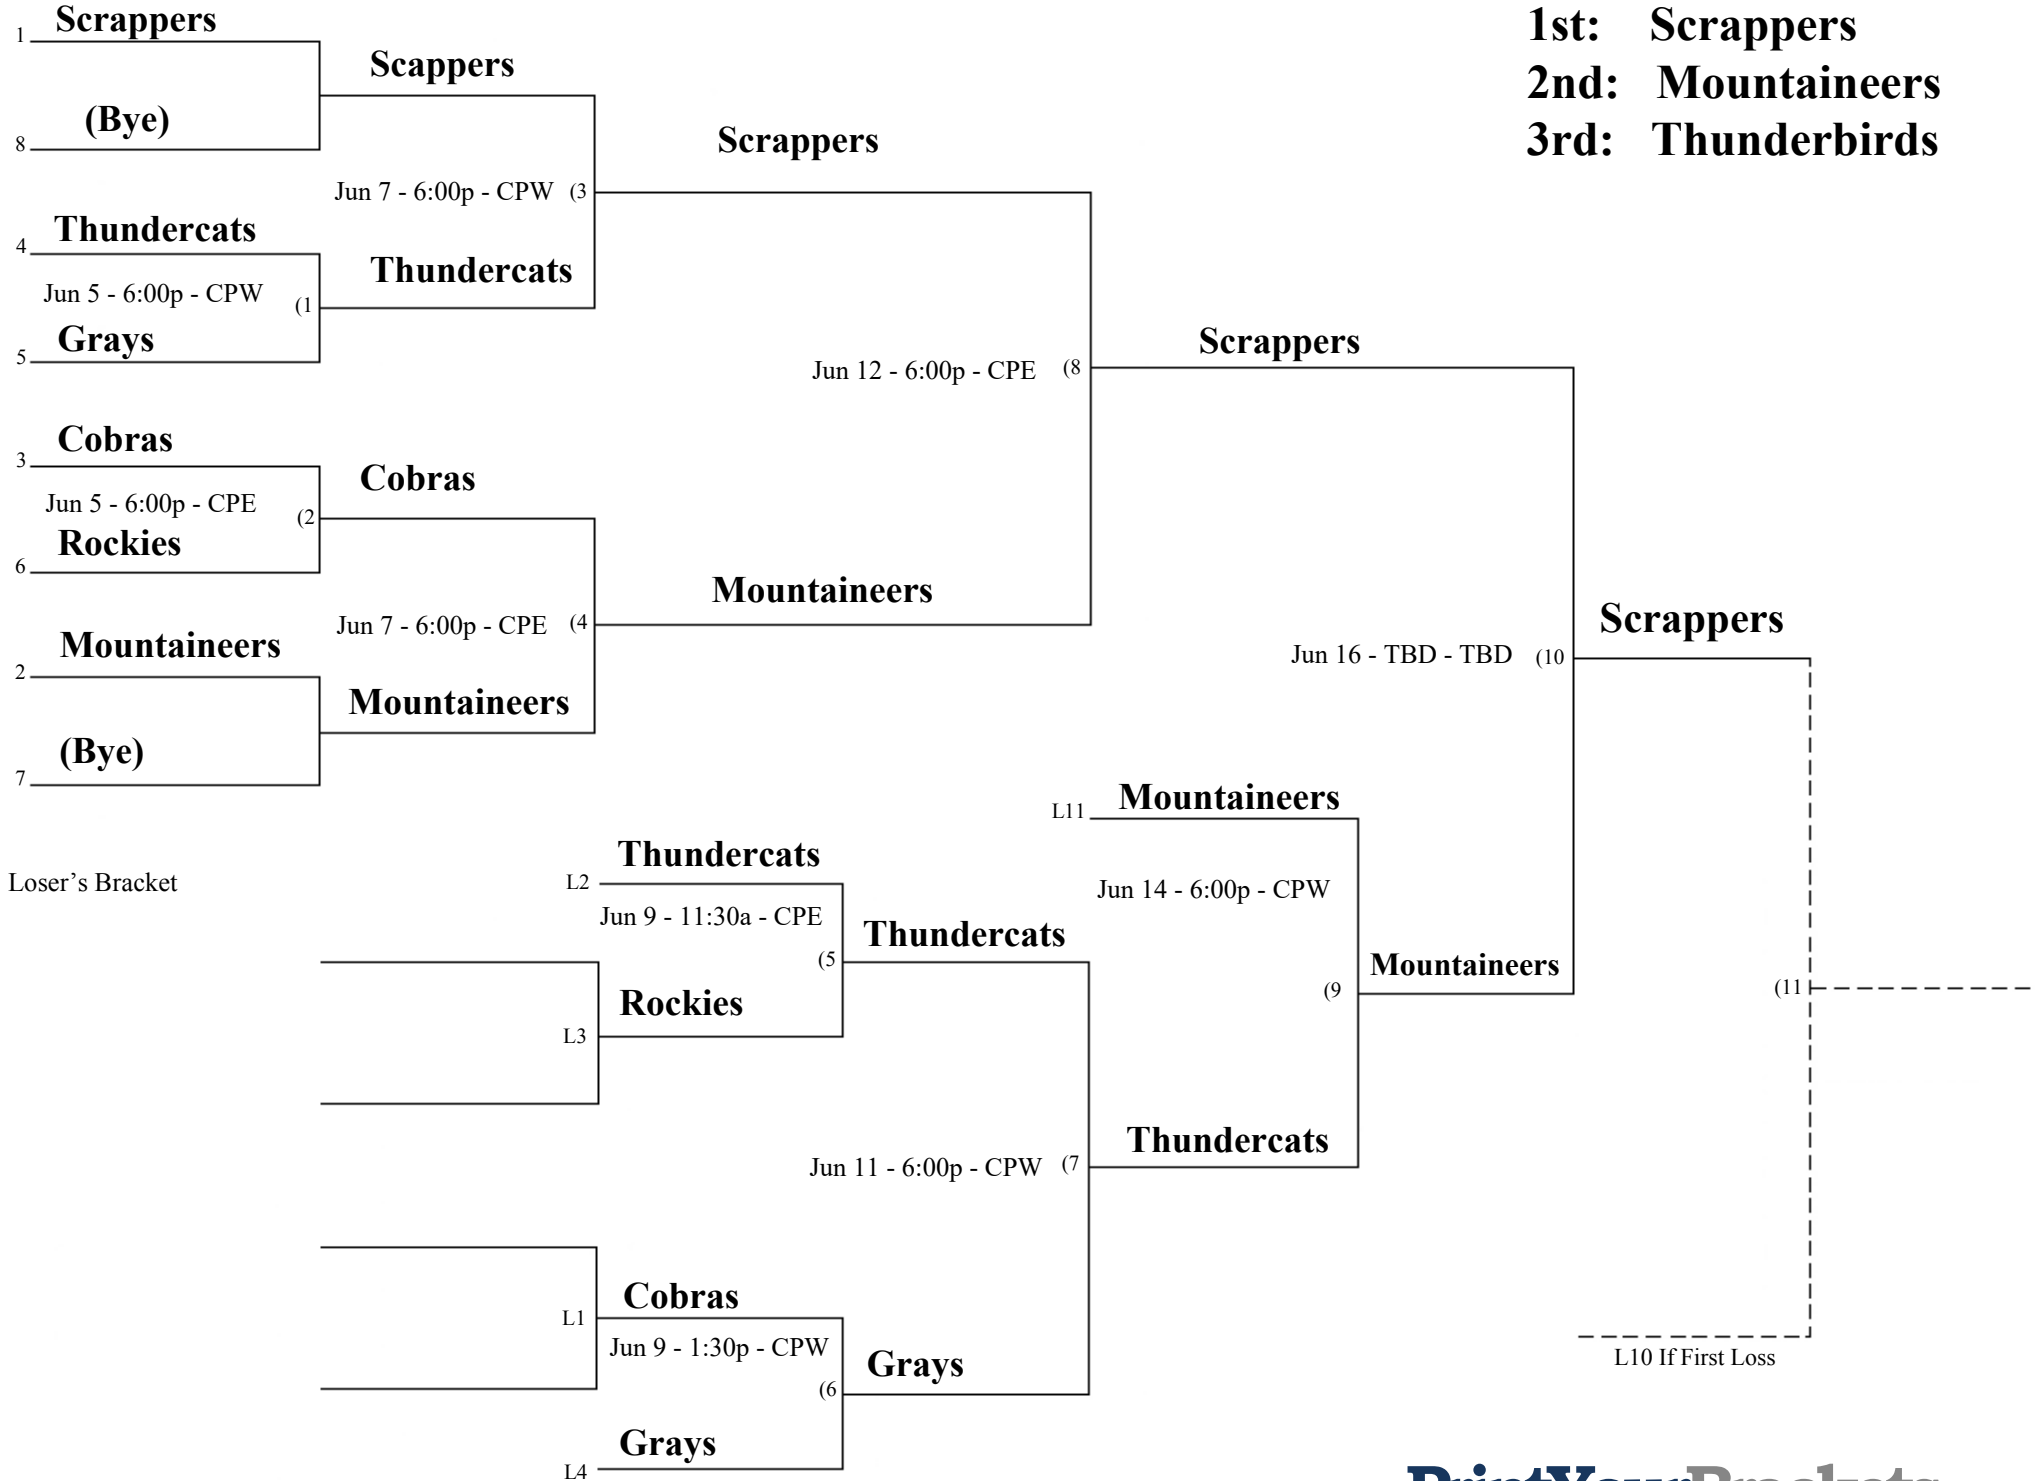 1st: Scrappers
2nd: Mountaineers
3rd: Thunderbirds
1 Scrappers
(Bye)
8
Scappers
Jun 7 - 6:00p - CPW (3
4 Thundercats
Jun 5 - 6:00p - CPW (1
5 Grays
Thundercats
Scrappers
Jun 12 - 6:00p - CPE (8
3 Cobras
Jun 5 - 6:00p - CPE (2
6 Rockies
Cobras
Jun 7 - 6:00p - CPE (4
2 Mountaineers
(Bye)
7
Mountaineers
Mountaineers
Scrappers
Jun 16 - TBD - TBD (10
Scrappers
Loser’s Bracket
L2 Thundercats
Jun 9 - 11:30a - CPE
(5
L3 Rockies
Thundercats
Jun 11 - 6:00p - CPW (7
L1 Cobras
Jun 9 - 1:30p - CPW
(6
L4 Grays
Grays
L11 Mountaineers
Jun 14 - 6:00p - CPW
(9
Thundercats
Mountaineers
(11
L10 If First Loss
PrintYourBrackets